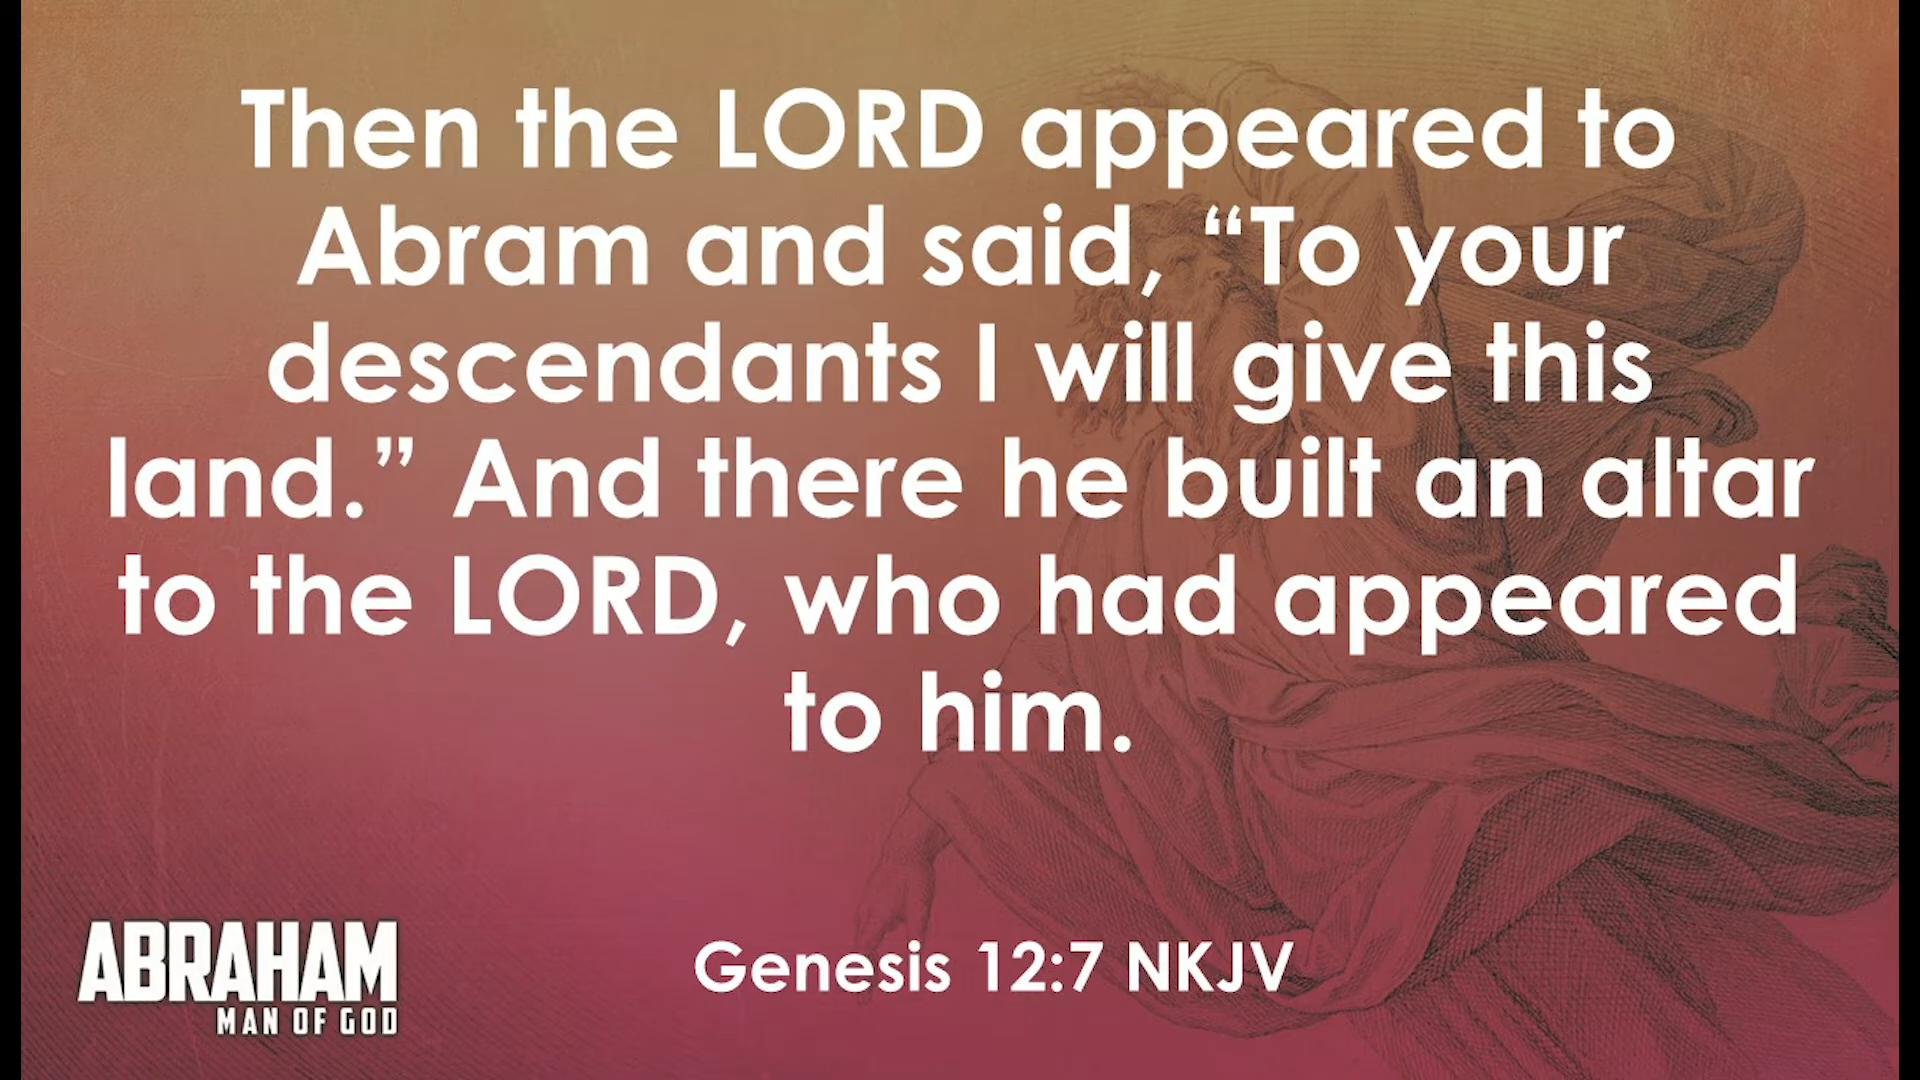 Then the LORD appeared to
Abram and said, “To your
descendants I will give this
land.” And there he built an altar
to the LORD, who had appeared
to him.
Genesis 12:7 NKJV
ABRAHAM
MAN OF GOD